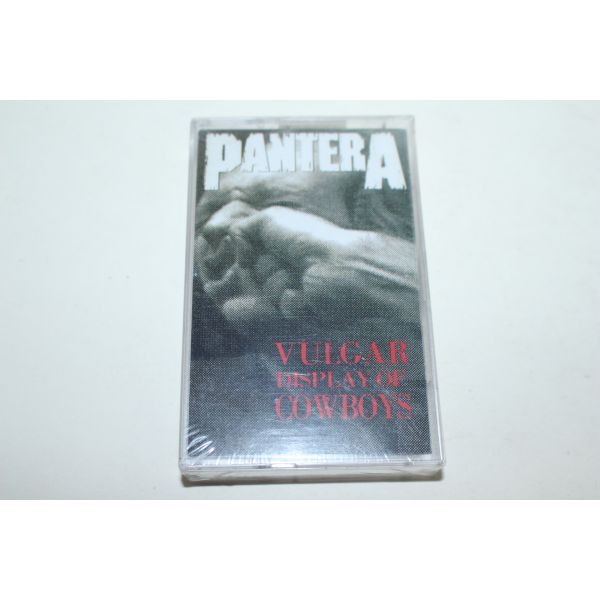 PANTERA
VULGAR
DISPLAY OF
COWBOYS